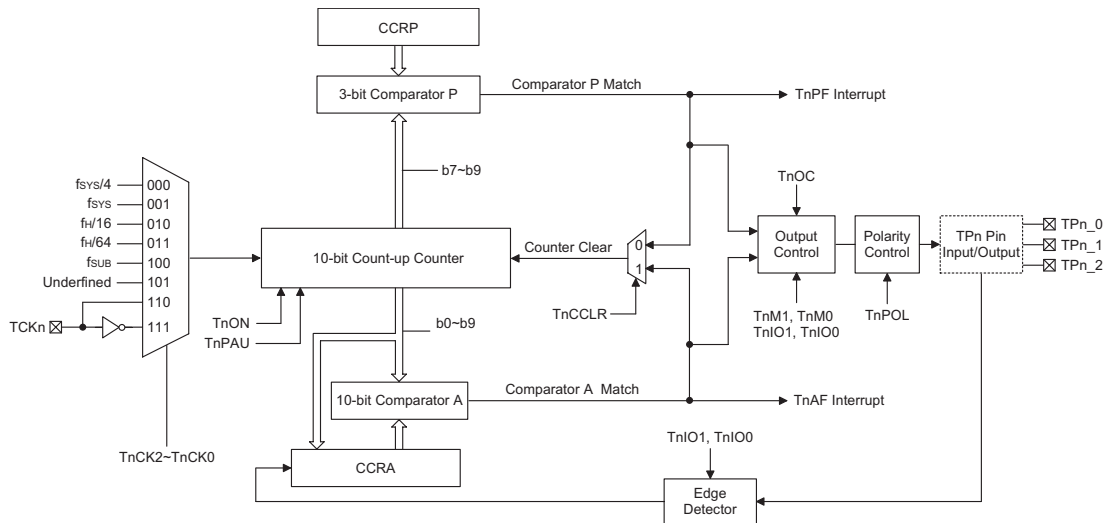 CCRP
3-bit Comparator P
Comparator P Match
TnPF Interrupt
b7~b9
fSYS/4
000
fSYS
001
fH/16
010
fH/64
011
fSUB
100
Undefined
101
110
TCKn
111
TnCK2~TnCK0
10-bit Count-up Counter
Counter Clear
0
1
TnCCLR
TnON
TnPAU
b0~b9
TnOC
Output
Control
TnM1, TnM0
TnIO1, TnIO0
Polarity
Control
TnPOL
TPn Pin
Input/Output
TPn_0
TPn_1
TPn_2
10-bit Comparator A
Comparator A Match
TnAF Interrupt
CCRA
TnIO1, TnIO0
Edge
Detector